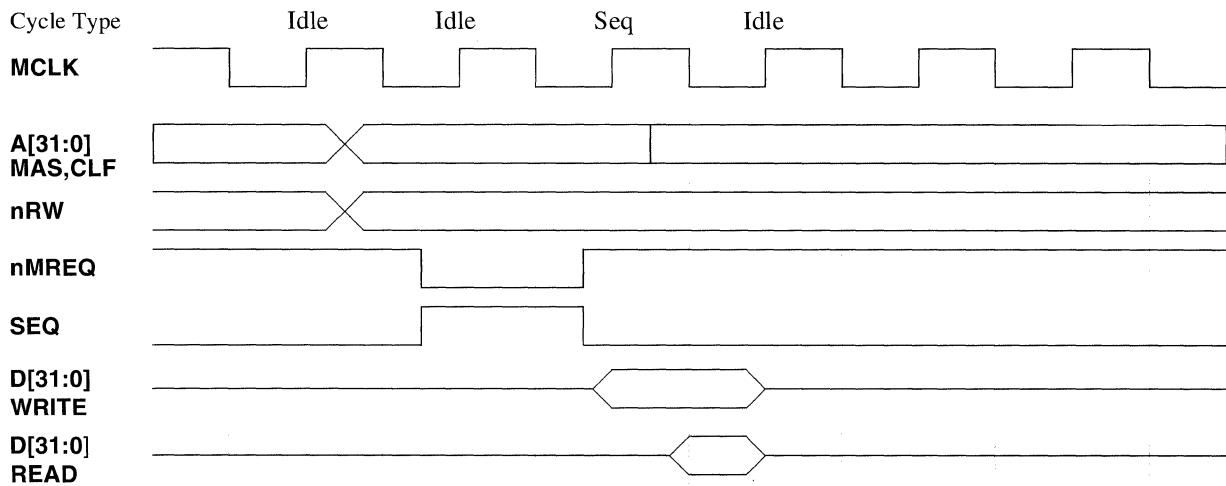 Cycle Type Idle Idle Seq Idle
MCLK
A[31:0]
MAS,CLF
nRW
nMREQ
SEQ
D[31:0]
WRITE
D[31:0]
READ